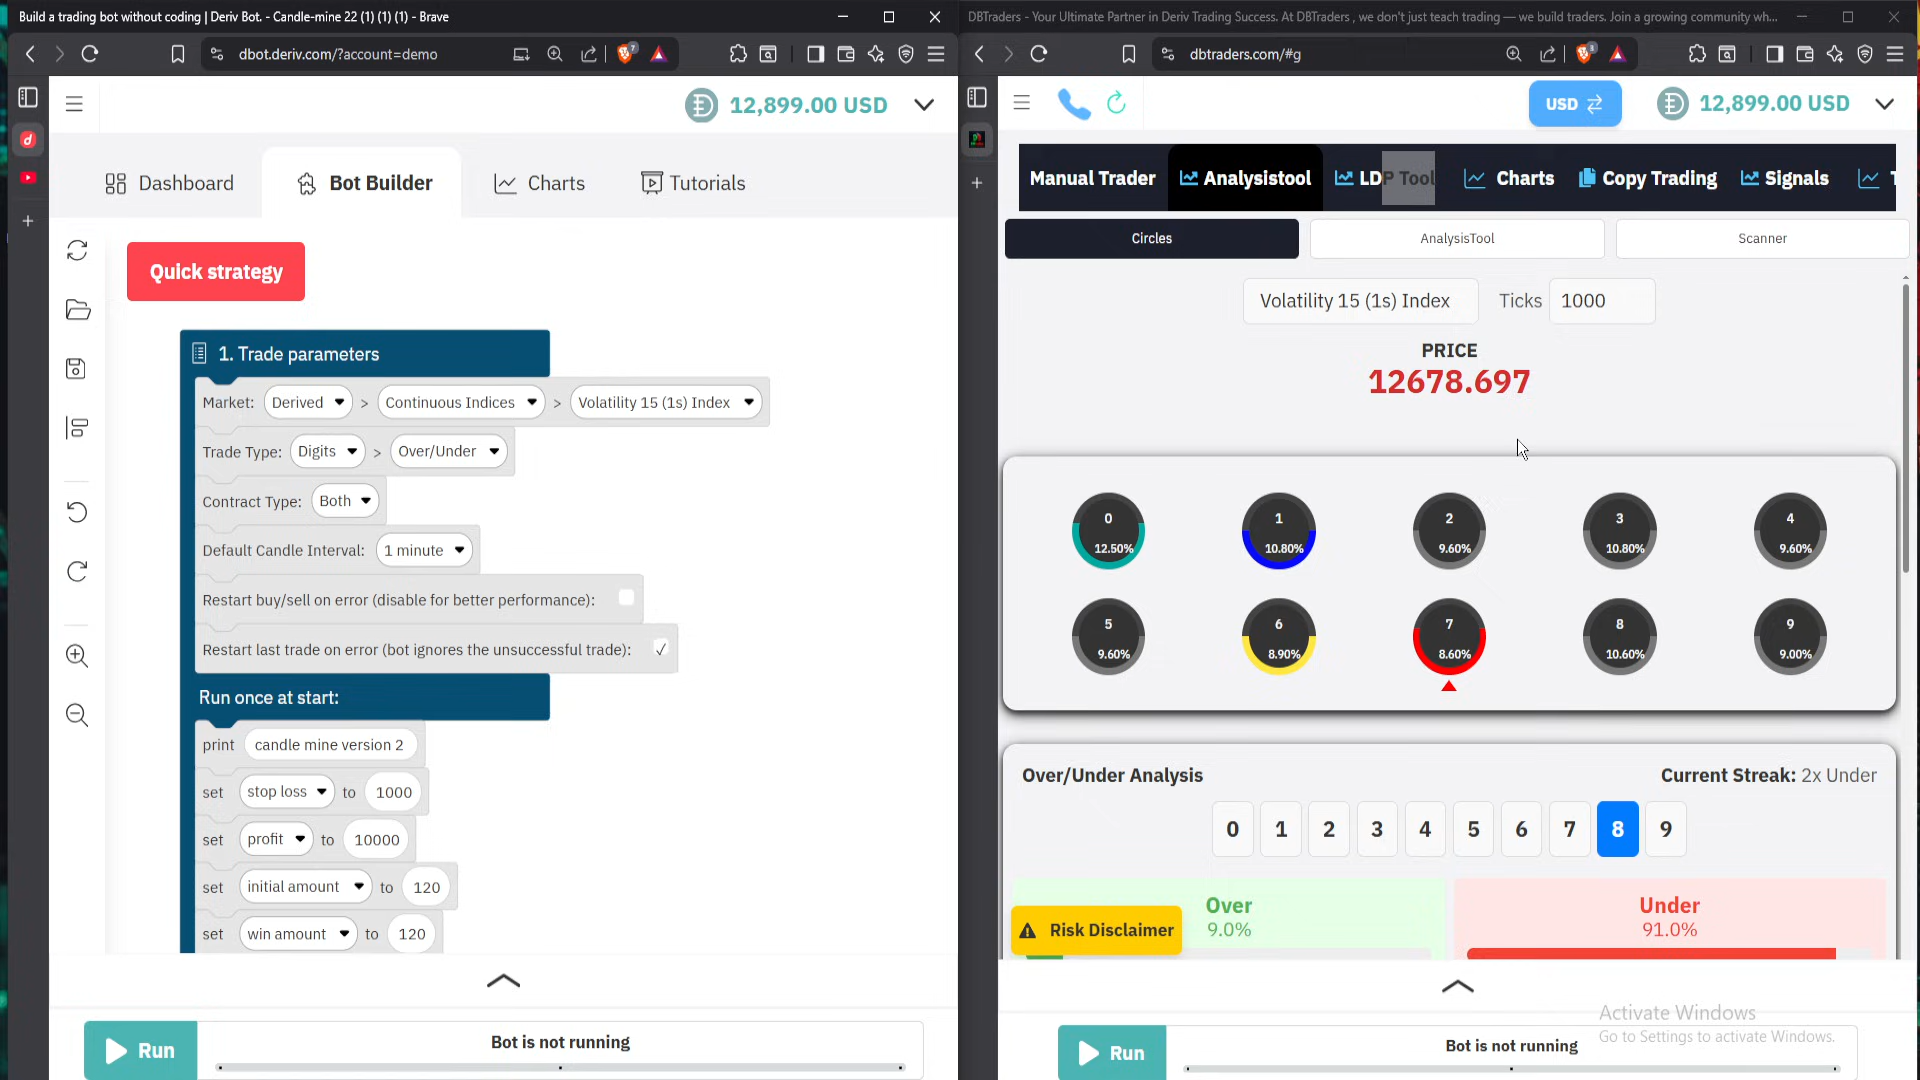 Build a trading bot without coding | Deriv Bot. - Candle-mine 22 (1) (1) (1) - Brave
dbot.deriv.com/?account=demo
7
12,899.00 USD
Dashboard
Bot Builder
Charts
Tutorials
Quick strategy
1. Trade parameters
Market: Derived > Continuous Indices > Volatility 15 (1s) Index
Trade Type: Digits > Over/Under
Contract Type: Both
Default Candle Interval: 1 minute
Restart buy/sell on error (disable for better performance):
Restart last trade on error (bot ignores the unsuccessful trade): ✓
Run once at start:
print candle mine version 2
set stop loss to 1000
set profit to 10000
set initial amount to 120
set win amount to 120
Run
Bot is not running
DBTraders - Your Ultimate Partner in Deriv Trading Success. At DBTraders , we don't just teach trading — we build traders. Join a growing community wh...
dbtraders.com/#g
USD
12,899.00 USD
Manual Trader
Analysistool
LDP Tool
Charts
Copy Trading
Signals
T
Circles
AnalysisTool
Scanner
Volatility 15 (1s) Index
Ticks 1000
PRICE
12678.697
0
12.50%
1
10.80%
2
9.60%
3
10.80%
4
9.60%
5
9.60%
6
8.90%
7
8.60%
8
10.60%
9
9.00%
Over/Under Analysis
Current Streak: 2x Under
0 1 2 3 4 5 6 7 8 9
Over
9.0%
Under
91.0%
Risk Disclaimer
Activate Windows
Go to Settings to activate Windows.
Run
Bot is not running